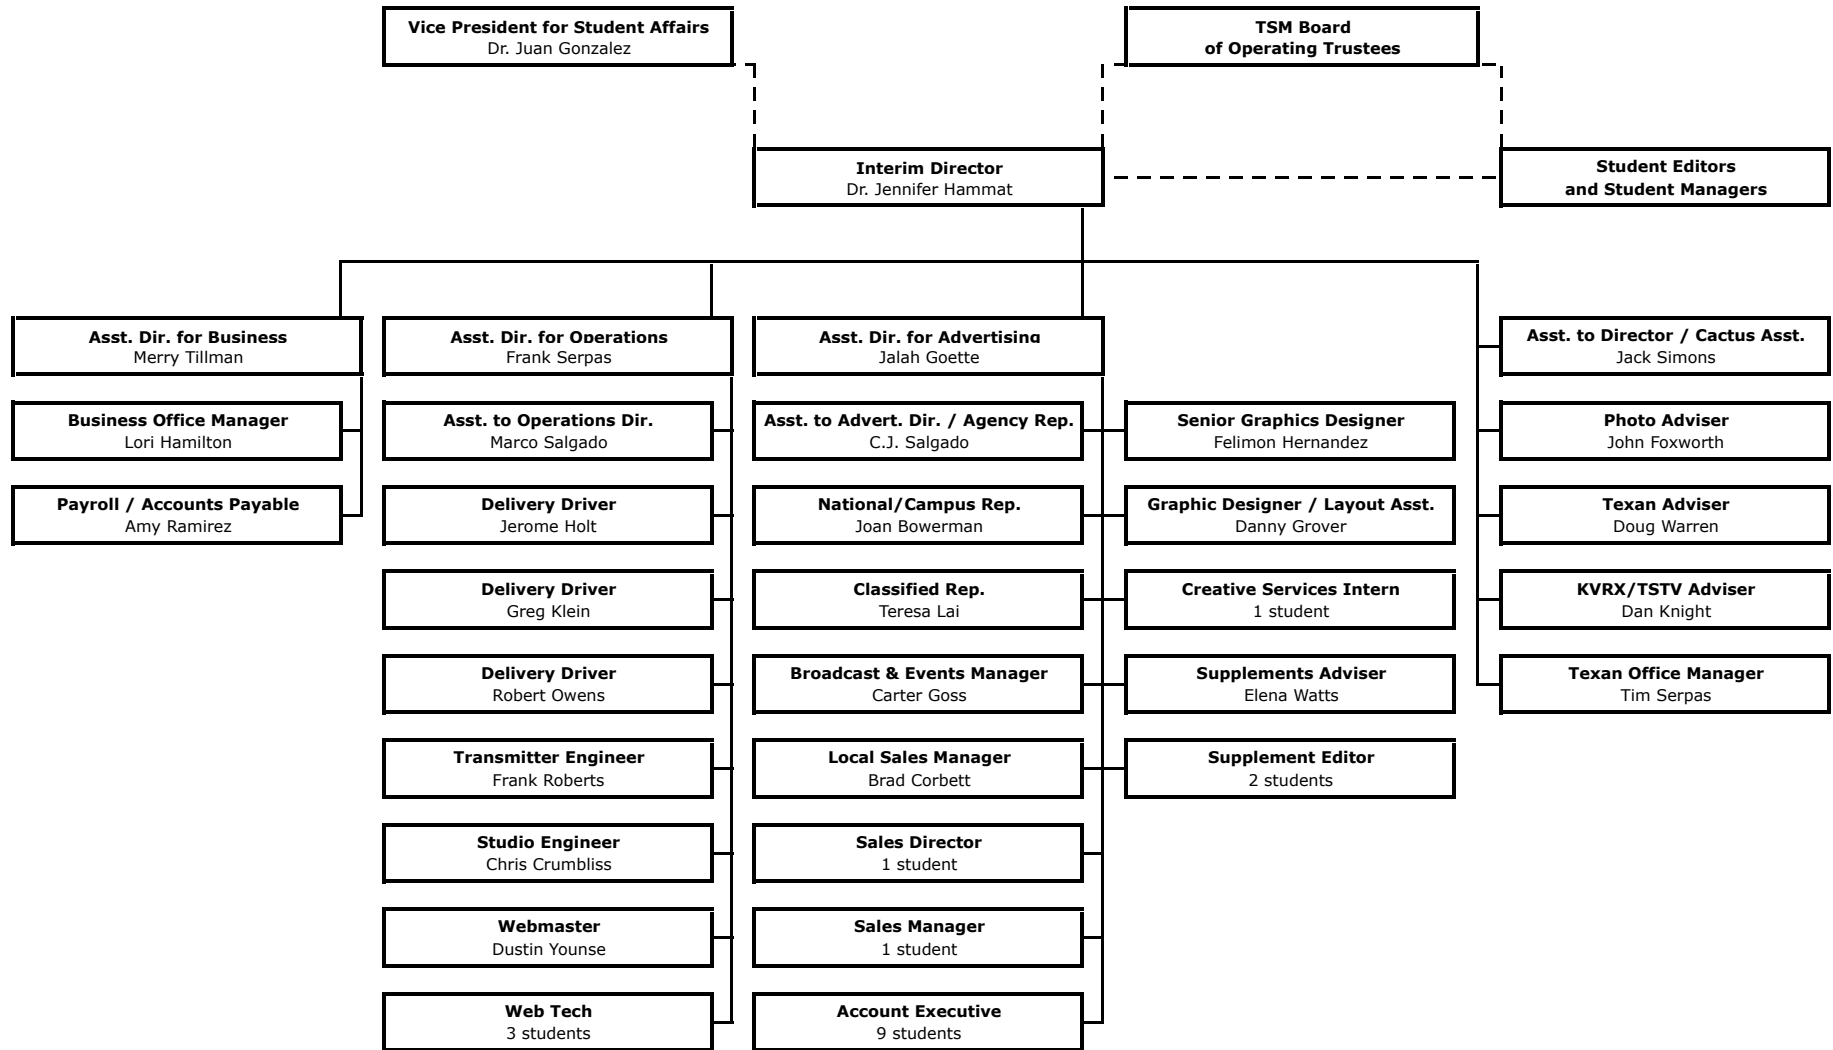 Vice President for Student Affairs
Dr. Juan Gonzalez
TSM Board
of Operating Trustees
Interim Director
Dr. Jennifer Hammat
Student Editors
and Student Managers
Asst. Dir. for Business
Merry Tillman
Asst. Dir. for Operations
Frank Serpas
Asst. Dir. for Advertising
Jalah Goette
Asst. to Director / Cactus Asst.
Jack Simons
Business Office Manager
Lori Hamilton
Asst. to Operations Dir.
Marco Salgado
Asst. to Advert. Dir. / Agency Rep.
C.J. Salgado
Senior Graphics Designer
Felimon Hernandez
Photo Adviser
John Foxworth
Payroll / Accounts Payable
Amy Ramirez
Delivery Driver
Jerome Holt
National/Campus Rep.
Joan Bowerman
Graphic Designer / Layout Asst.
Danny Grover
Texan Adviser
Doug Warren
Delivery Driver
Greg Klein
Classified Rep.
Teresa Lai
Creative Services Intern
1 student
KVRX/TSTV Adviser
Dan Knight
Delivery Driver
Robert Owens
Broadcast & Events Manager
Carter Goss
Supplements Adviser
Elena Watts
Texan Office Manager
Tim Serpas
Transmitter Engineer
Frank Roberts
Local Sales Manager
Brad Corbett
Supplement Editor
2 students
Studio Engineer
Chris Crumbliss
Sales Director
1 student
Webmaster
Dustin Younse
Sales Manager
1 student
Web Tech
3 students
Account Executive
9 students